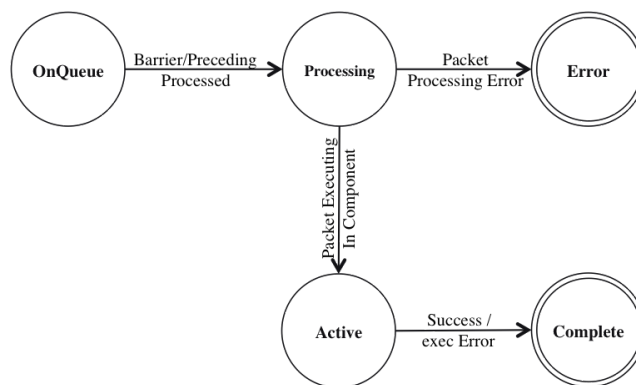 OnQueue
Barrier/Preceding
Processed
Processing
Packet
Processing Error
Error
Packet Executing
In Component
Active
Success /
exec Error
Complete